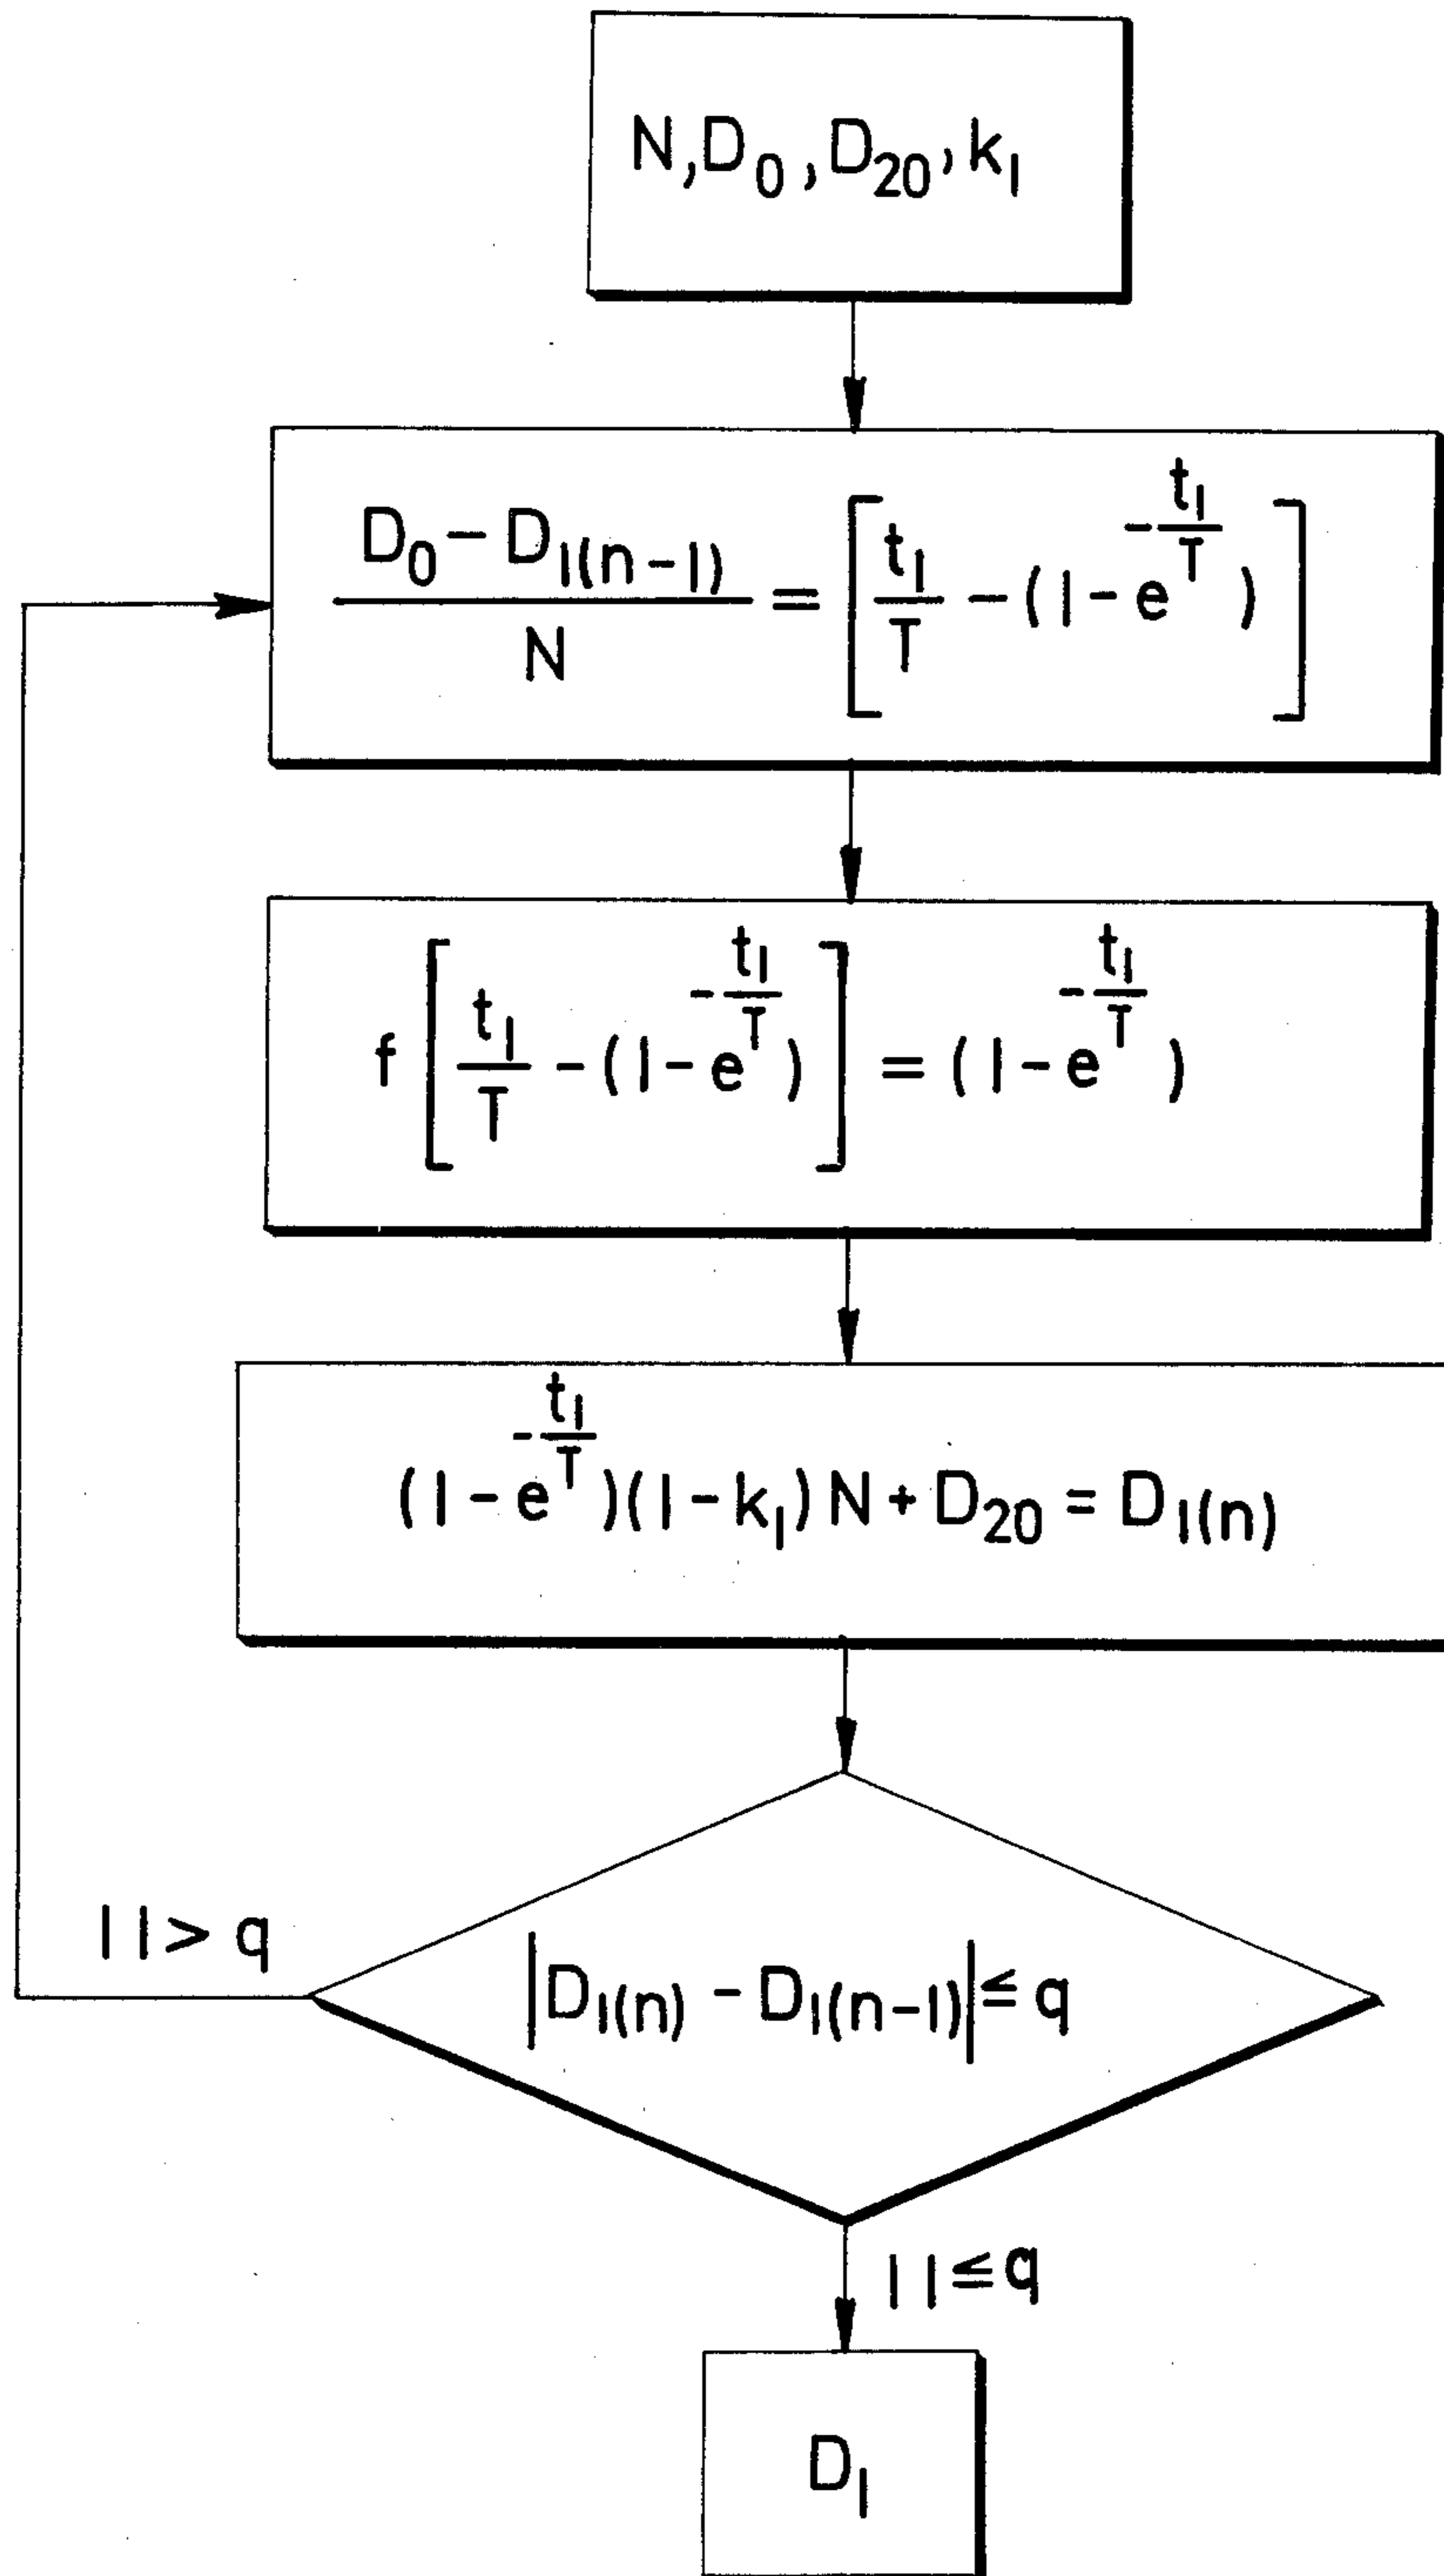 N, D₀, D₂₀, k₁
(D₀ - D₁₍ₙ₋₁₎)/N = [t₁/T - (1 - e^(-t₁/T))]
f[t₁/T - (1 - e^(-t₁/T))] = (1 - e^(-t₁/T))
(1 - e^(-t₁/T))(1 - k₁)N + D₂₀ = D₁₍ₙ₎
| | > q
|D₁₍ₙ₎ - D₁₍ₙ₋₁₎| ≤ q
| | ≤ q
D₁